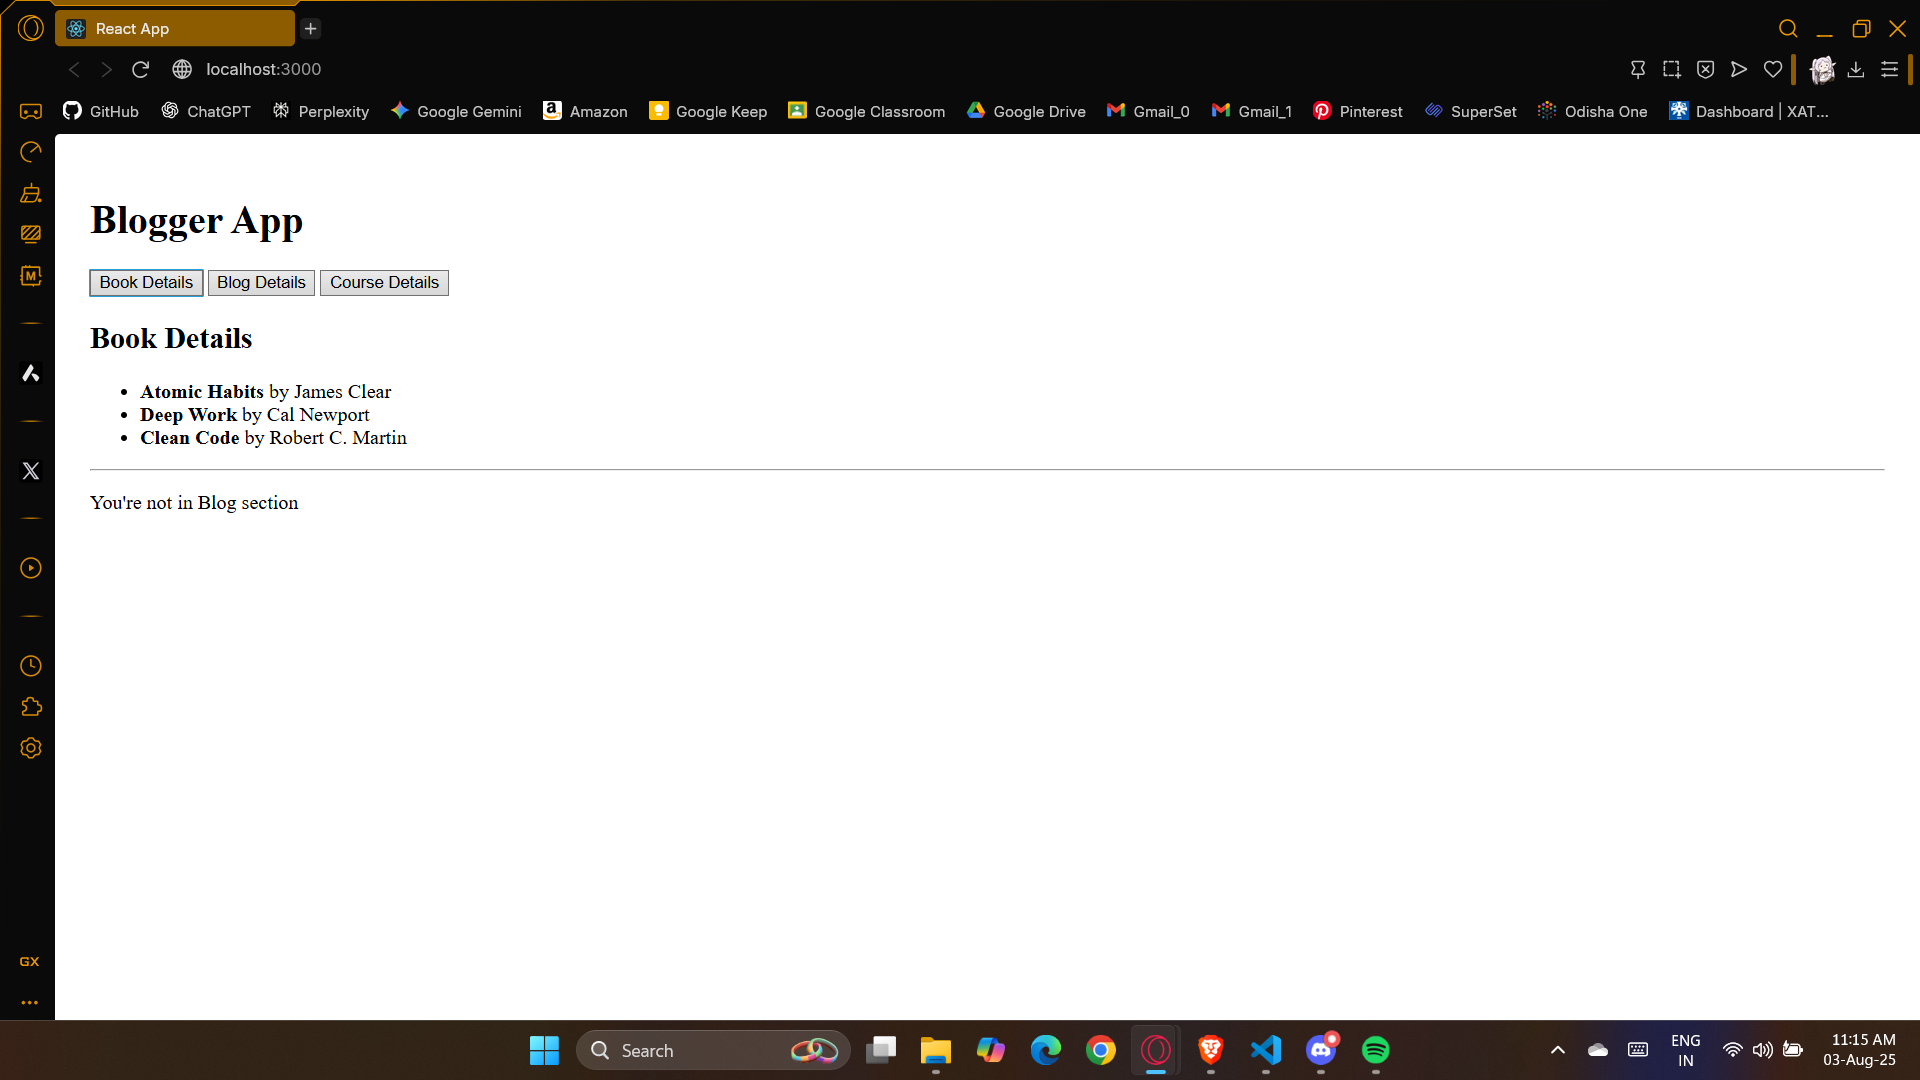 React App
localhost:3000
GitHub ChatGPT Perplexity Google Gemini Amazon Google Keep Google Classroom Google Drive Gmail_0 Gmail_1 Pinterest SuperSet Odisha One Dashboard | XAT...
Blogger App
Book Details Blog Details Course Details
Book Details
• Atomic Habits by James Clear
• Deep Work by Cal Newport
• Clean Code by Robert C. Martin
You're not in Blog section
GX
Search
ENG
IN
11:15 AM
03-Aug-25